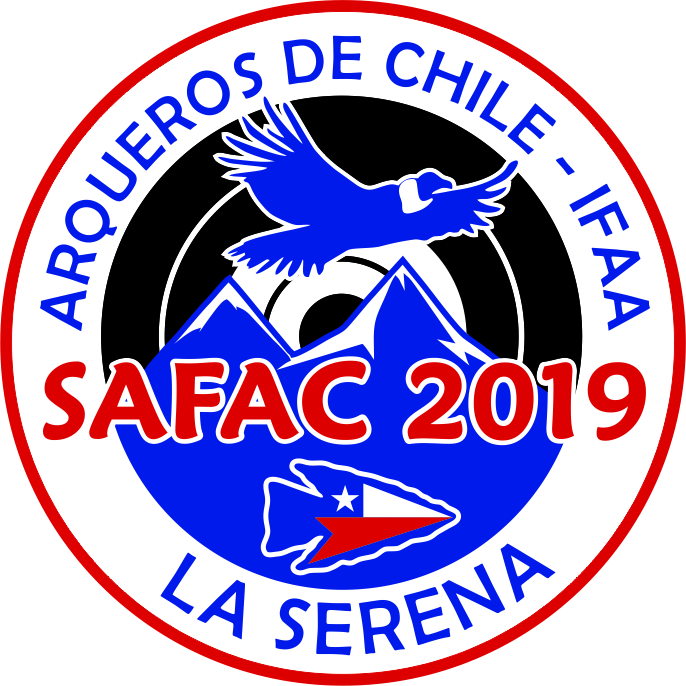 ARQUEROS DE CHILE - IFAA
SAFAC 2019
LA SERENA